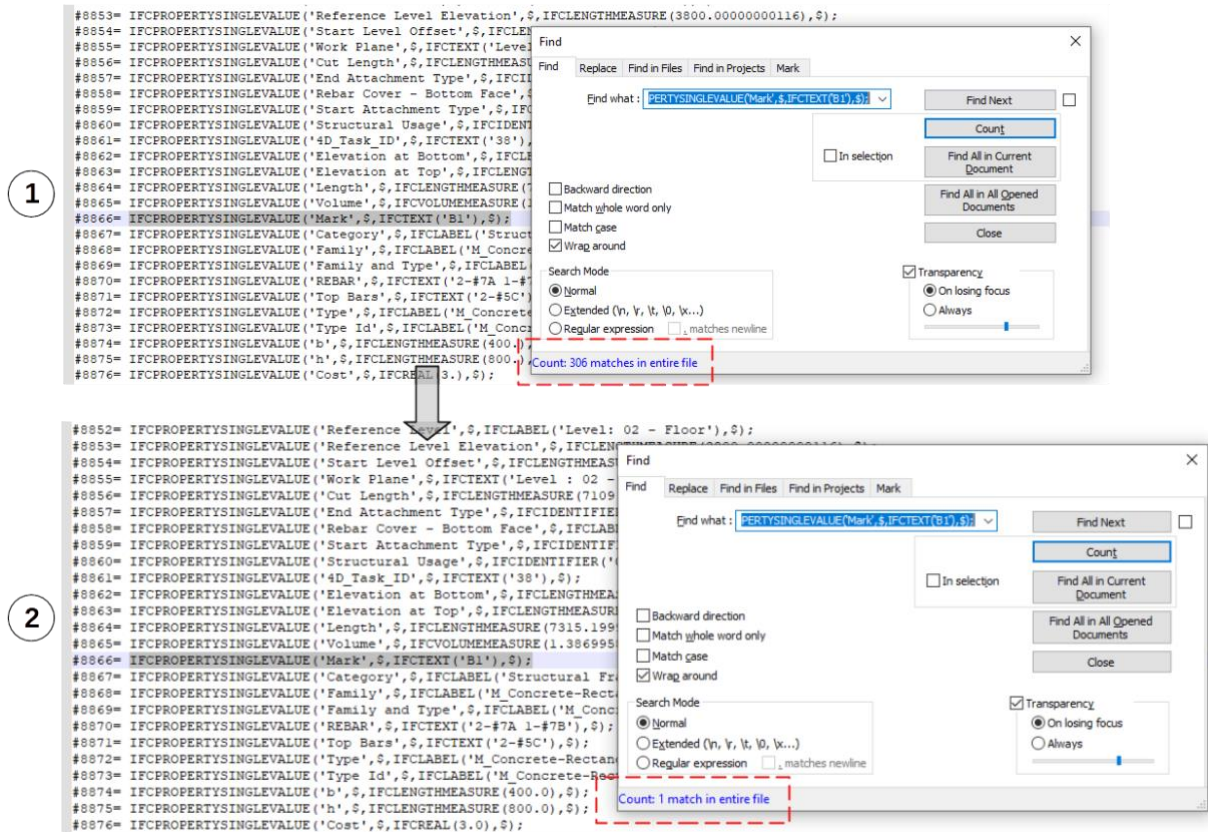 1
#8853= IFCPROPERTYSINGLEVALUE('Reference Level Elevation',$,IFCLENGTHMEASURE(3800.00000000116),$);
#8854= IFCPROPERTYSINGLEVALUE('Start Level Offset',$,IFCLEN
#8855= IFCPROPERTYSINGLEVALUE('Work Plane',$,IFCTEXT('Level
#8856= IFCPROPERTYSINGLEVALUE('Cut Length',$,IFCLENGTHMEASU
#8857= IFCPROPERTYSINGLEVALUE('End Attachment Type',$,IFCI
#8858= IFCPROPERTYSINGLEVALUE('Rebar Cover - Bottom Face',$
#8859= IFCPROPERTYSINGLEVALUE('Start Attachment Type',$,IFC
#8860= IFCPROPERTYSINGLEVALUE('Structural Usage',$,IFCIDENT
#8861= IFCPROPERTYSINGLEVALUE('4D_Task_ID',$,IFCTEXT('38'),
#8862= IFCPROPERTYSINGLEVALUE('Elevation at Bottom',$,IFCLE
#8863= IFCPROPERTYSINGLEVALUE('Elevation at Top',$,IFCLENGT
#8864= IFCPROPERTYSINGLEVALUE('Length',$,IFCLENGTHMEASURE(7
#8865= IFCPROPERTYSINGLEVALUE('Volume',$,IFCVOLUMEMEASURE(1
#8866= IFCPROPERTYSINGLEVALUE('Mark',$,IFCTEXT('B1'),$);
#8867= IFCPROPERTYSINGLEVALUE('Category',$,IFCLABEL('Struct
#8868= IFCPROPERTYSINGLEVALUE('Family',$,IFCLABEL('M_Concre
#8869= IFCPROPERTYSINGLEVALUE('Family and Type',$,IFCLABEL
#8870= IFCPROPERTYSINGLEVALUE('REBAR',$,IFCTEXT('2-#7A 1-#7
#8871= IFCPROPERTYSINGLEVALUE('Top Bars',$,IFCTEXT('2-#5C')
#8872= IFCPROPERTYSINGLEVALUE('Type',$,IFCLABEL('M_Concrete
#8873= IFCPROPERTYSINGLEVALUE('Type Id',$,IFCLABEL('M_Conc
#8874= IFCPROPERTYSINGLEVALUE('b',$,IFCLENGTHMEASURE(400.),
#8875= IFCPROPERTYSINGLEVALUE('h',$,IFCLENGTHMEASURE(800.),
#8876= IFCPROPERTYSINGLEVALUE('Cost',$,IFCREAL(3.),$);
Find
Find Replace Find in Files Find in Projects Mark
Find what : PERTYSINGLEVALUE('Mark',$,IFCTEXT('B1'),$);
Find Next
Count
In selection
Find All in Current Document
Find All in All Opened Documents
Close
Backward direction
Match whole word only
Match case
Wrap around
Search Mode
Normal
Extended (\n, \r, \t, \0, \x...)
Regular expression . matches newline
Transparency
On losing focus
Always
Count: 306 matches in entire file
2
#8852= IFCPROPERTYSINGLEVALUE('Reference Level',$,IFCLABEL('Level: 02 - Floor'),$);
#8853= IFCPROPERTYSINGLEVALUE('Reference Level Elevation',$,IFCLENGTHMEASURE(3800.00000000116),$);
#8854= IFCPROPERTYSINGLEVALUE('Start Level Offset',$,IFCLENGTHMEAS
#8855= IFCPROPERTYSINGLEVALUE('Work Plane',$,IFCTEXT('Level : 02 -
#8856= IFCPROPERTYSINGLEVALUE('Cut Length',$,IFCLENGTHMEASURE(7109
#8857= IFCPROPERTYSINGLEVALUE('End Attachment Type',$,IFCIDENTIFIE
#8858= IFCPROPERTYSINGLEVALUE('Rebar Cover - Bottom Face',$,IFCLAB
#8859= IFCPROPERTYSINGLEVALUE('Start Attachment Type',$,IFCIDENTIF
#8860= IFCPROPERTYSINGLEVALUE('Structural Usage',$,IFCIDENTIFIER('
#8861= IFCPROPERTYSINGLEVALUE('4D_Task_ID',$,IFCTEXT('38'),$);
#8862= IFCPROPERTYSINGLEVALUE('Elevation at Bottom',$,IFCLENGTHMEA
#8863= IFCPROPERTYSINGLEVALUE('Elevation at Top',$,IFCLENGTHMEASUR
#8864= IFCPROPERTYSINGLEVALUE('Length',$,IFCLENGTHMEASURE(7315.199
#8865= IFCPROPERTYSINGLEVALUE('Volume',$,IFCVOLUMEMEASURE(1.386995
#8866= IFCPROPERTYSINGLEVALUE('Mark',$,IFCTEXT('B1'),$);
#8867= IFCPROPERTYSINGLEVALUE('Category',$,IFCLABEL('Structural Fr
#8868= IFCPROPERTYSINGLEVALUE('Family',$,IFCLABEL('M_Concrete-Rect
#8869= IFCPROPERTYSINGLEVALUE('Family and Type',$,IFCLABEL('M_Conc
#8870= IFCPROPERTYSINGLEVALUE('REBAR',$,IFCTEXT('2-#7A 1-#7B'),$);
#8871= IFCPROPERTYSINGLEVALUE('Top Bars',$,IFCTEXT('2-#5C'),$);
#8872= IFCPROPERTYSINGLEVALUE('Type',$,IFCLABEL('M_Concrete-Rectan
#8873= IFCPROPERTYSINGLEVALUE('Type Id',$,IFCLABEL('M_Concrete-Rect
#8874= IFCPROPERTYSINGLEVALUE('b',$,IFCLENGTHMEASURE(400.0),$);
#8875= IFCPROPERTYSINGLEVALUE('h',$,IFCLENGTHMEASURE(800.0),$);
#8876= IFCPROPERTYSINGLEVALUE('Cost',$,IFCREAL(3.0),$);
Find
Find Replace Find in Files Find in Projects Mark
Find what : PERTYSINGLEVALUE('Mark',$,IFCTEXT('B1'),$);
Find Next
Count
In selection
Find All in Current Document
Find All in All Opened Documents
Close
Backward direction
Match whole word only
Match case
Wrap around
Search Mode
Normal
Extended (\n, \r, \t, \0, \x...)
Regular expression . matches newline
Transparency
On losing focus
Always
Count: 1 match in entire file